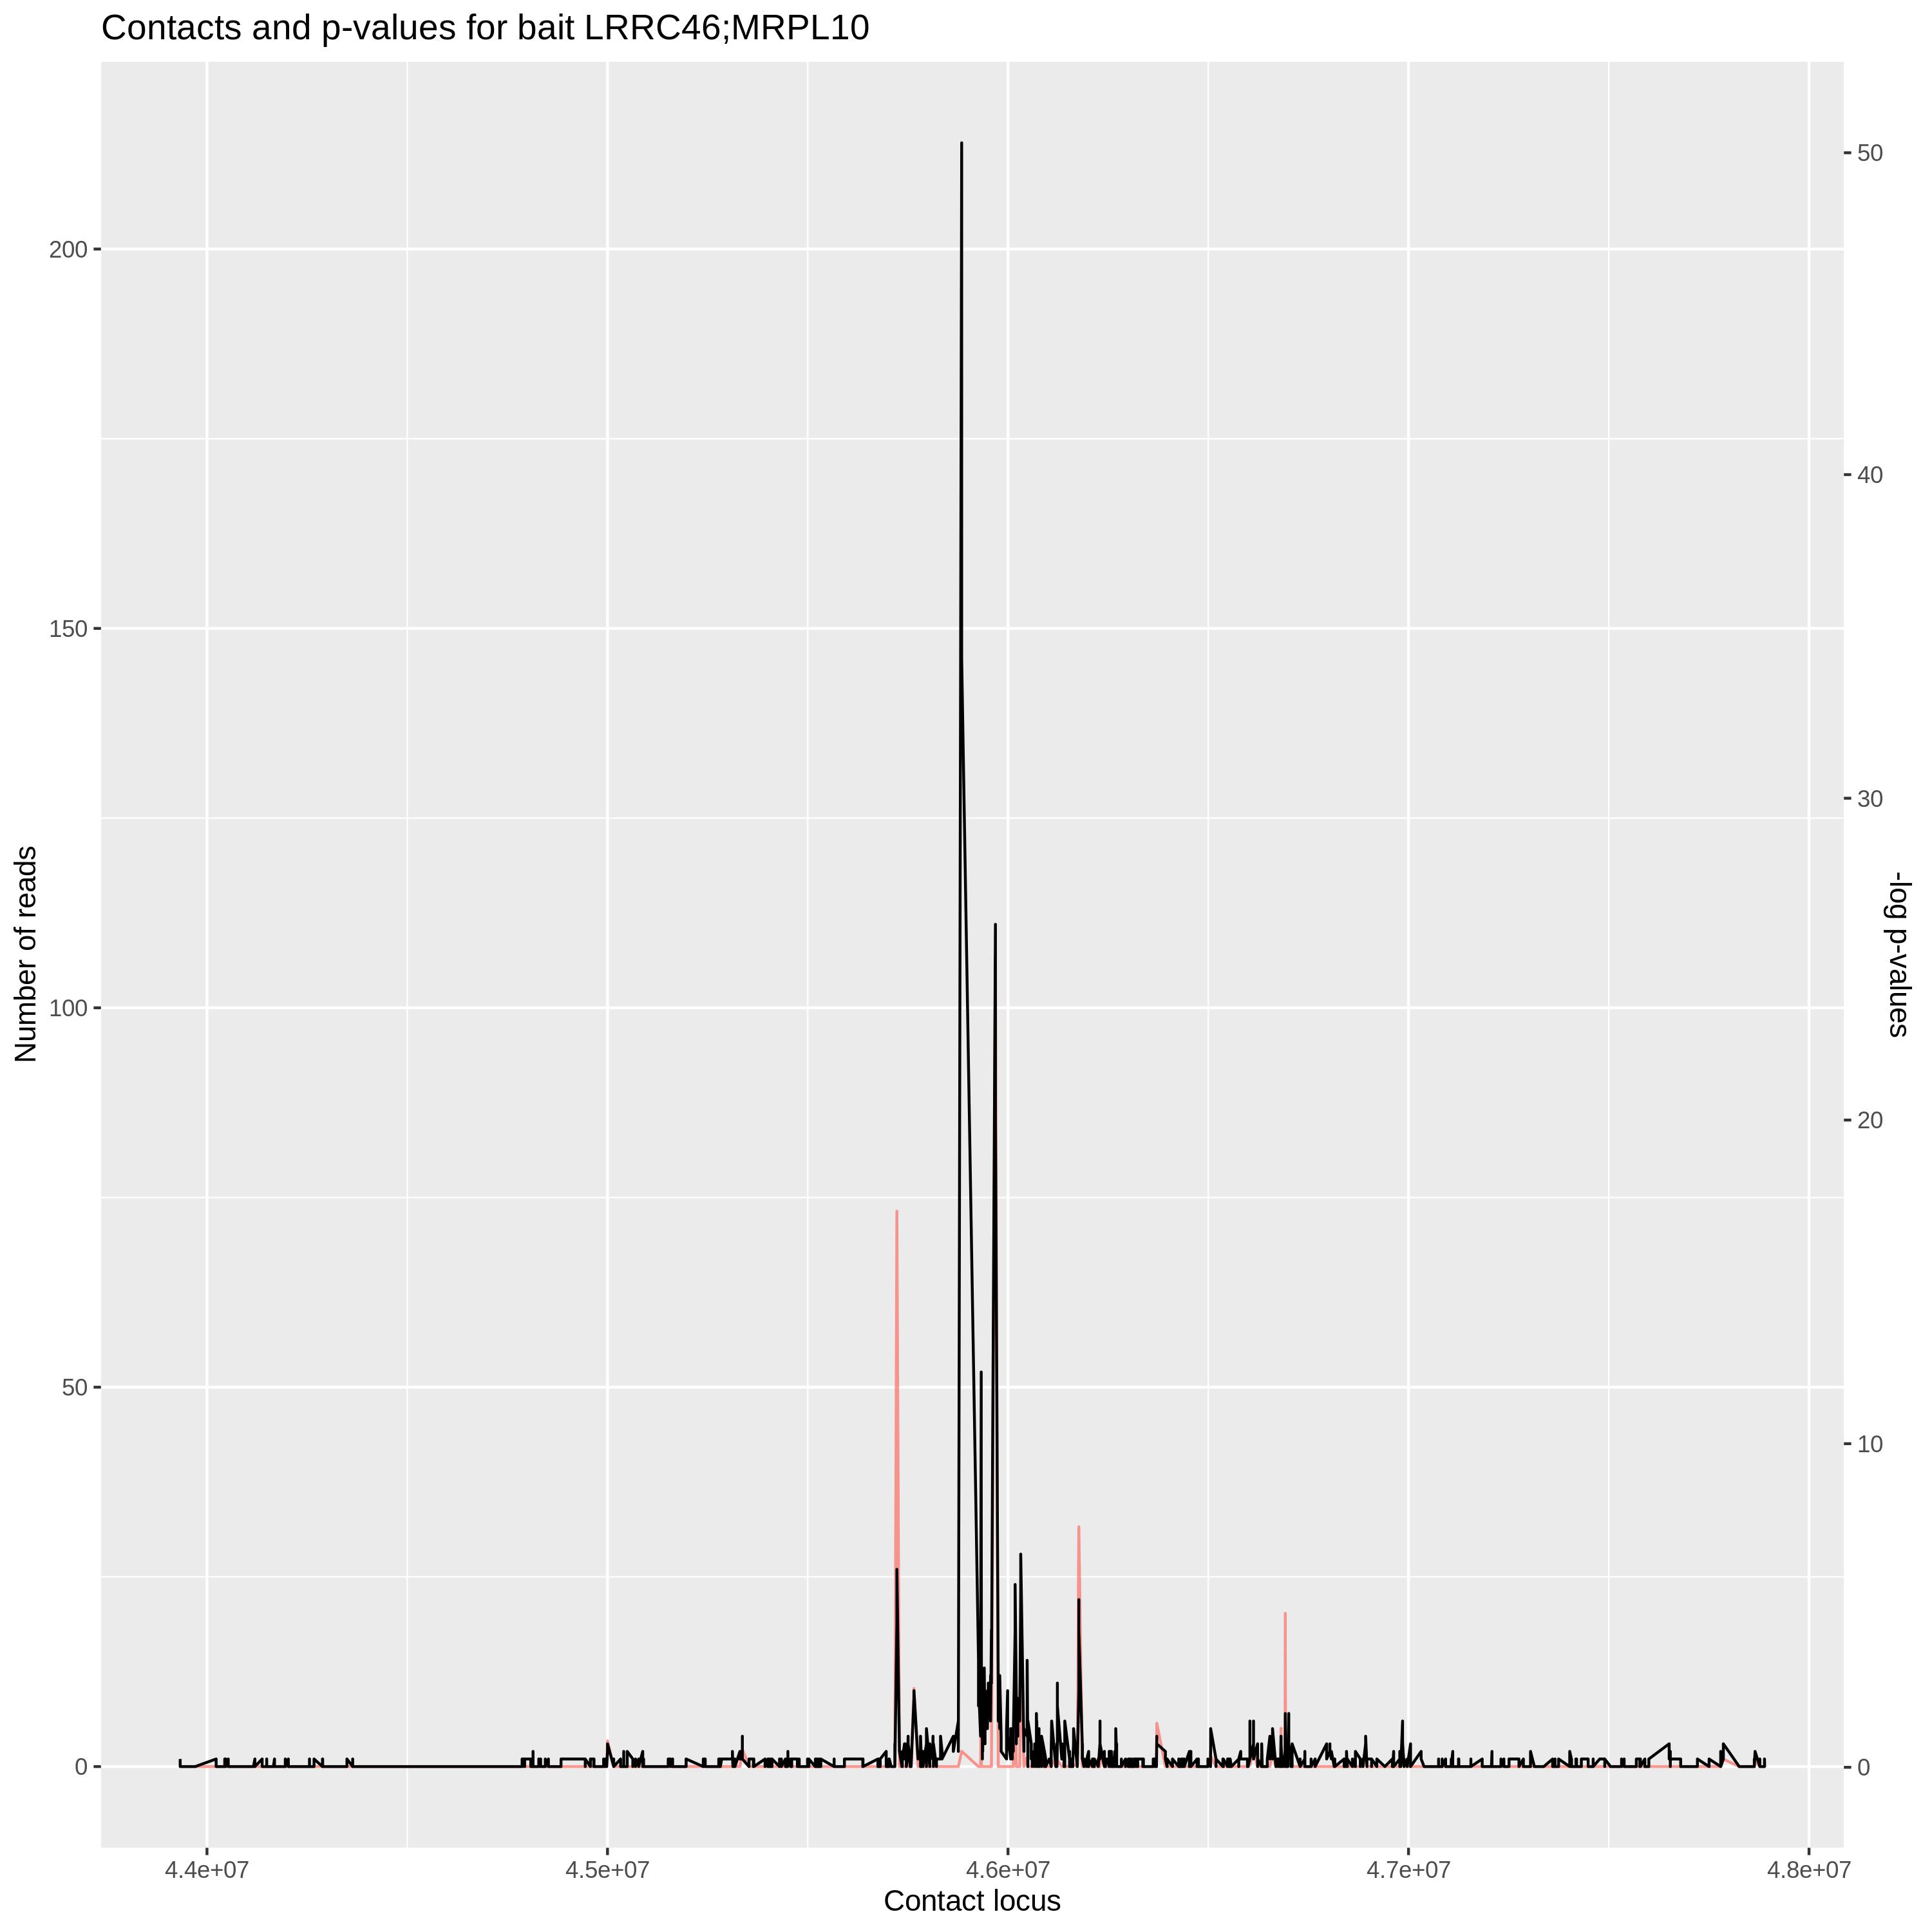 Contacts and p-values for bait LRRC46;MRPL10
Number of reads
200
150
100
50
0
50
40
30
20
10
0
-log p-values
4.4e+07
4.5e+07
4.6e+07
4.7e+07
4.8e+07
Contact locus